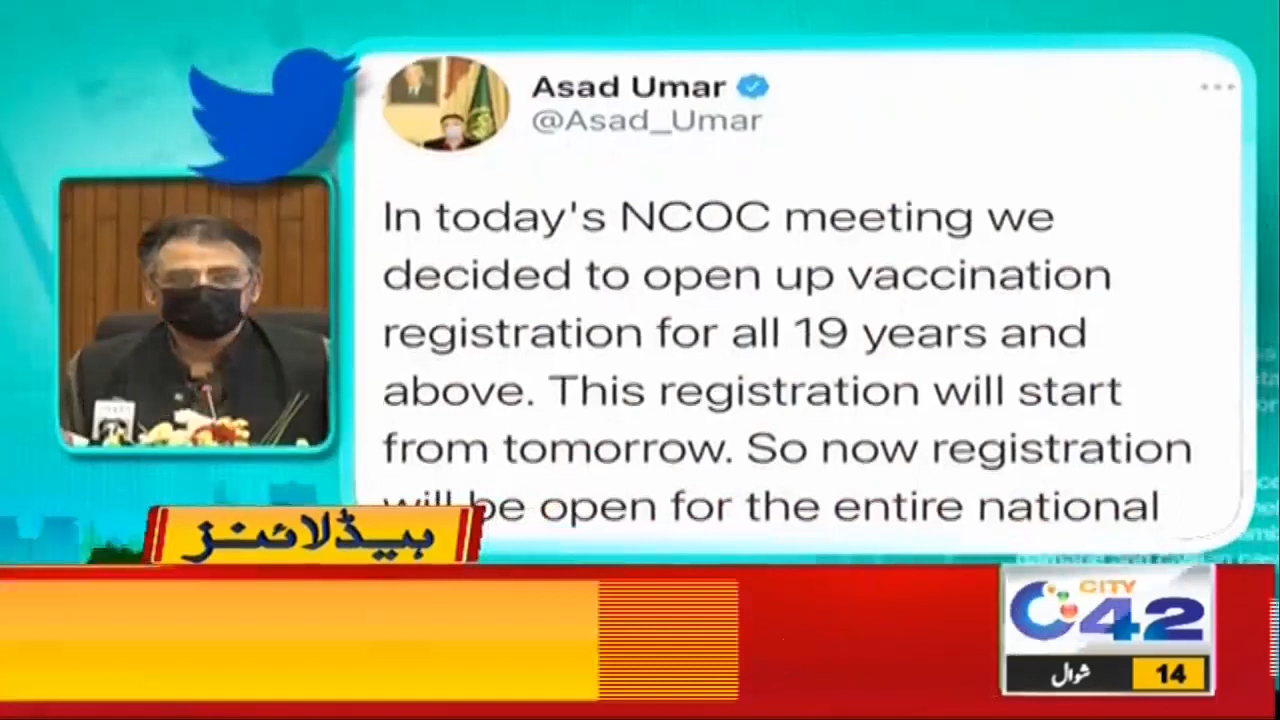 Asad Umar
@Asad_Umar
In today's NCOC meeting we
decided to open up vaccination
registration for all 19 years and
above. This registration will start
from tomorrow. So now registration
will be open for the entire national
ہیڈلائنز
CITY
42
شوال 14